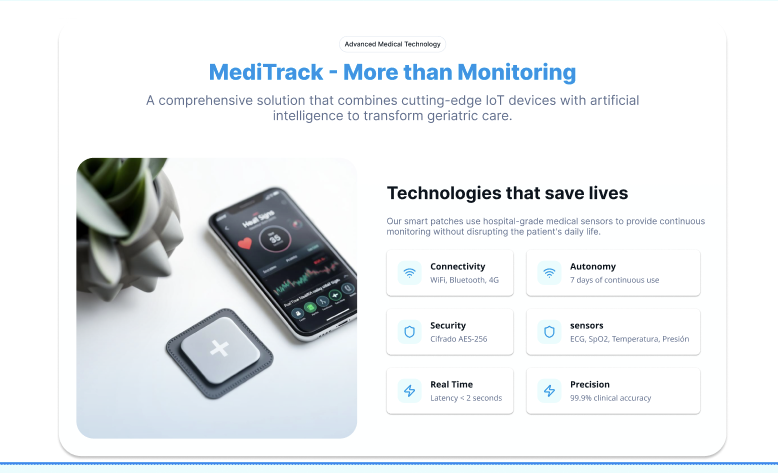 Advanced Medical Technology
MediTrack - More than Monitoring
A comprehensive solution that combines cutting-edge IoT devices with artificial
intelligence to transform geriatric care.
35
Technologies that save lives
Our smart patches use hospital-grade medical sensors to provide continuous
monitoring without disrupting the patient's daily life.
Connectivity
WiFi, Bluetooth, 4G
Autonomy
7 days of continuous use
Security
Cifrado AES-256
sensors
ECG, SpO2, Temperatura, Presión
Real Time
Latency < 2 seconds
Precision
99.9% clinical accuracy